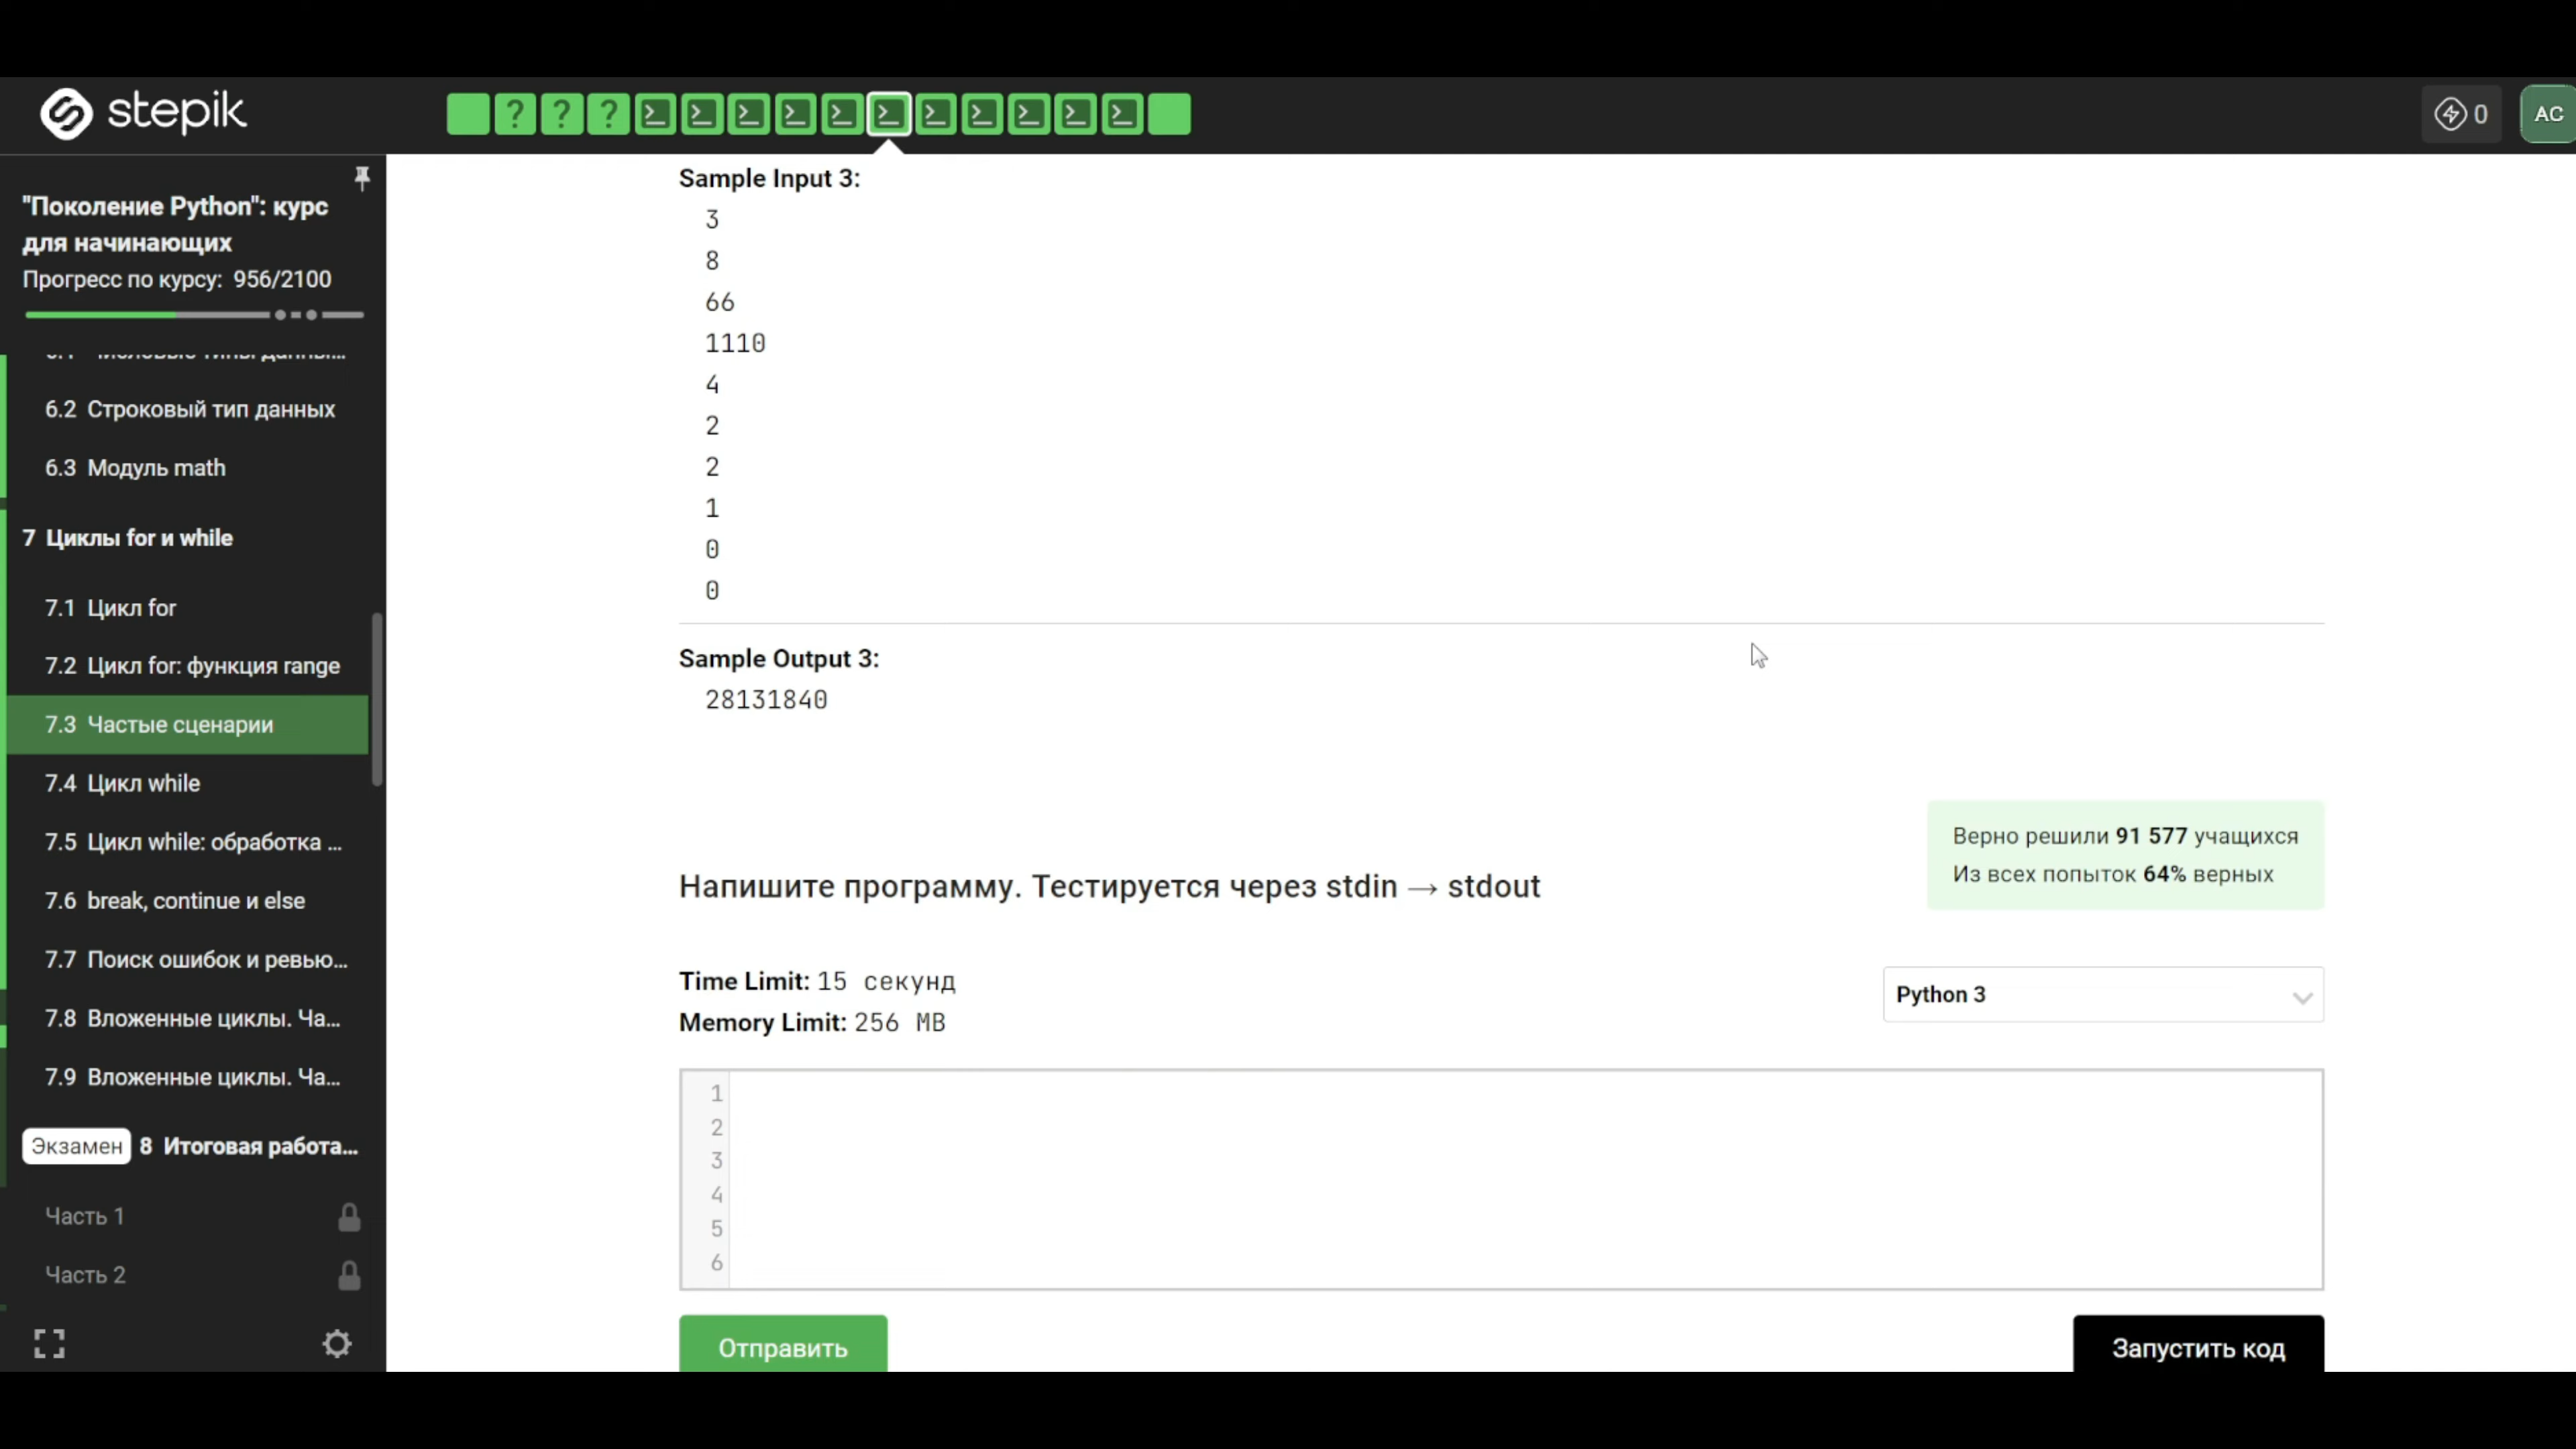 stepik
0
AC
"Поколение Python": курс
для начинающих
Прогресс по курсу: 956/2100
6.2 Строковый тип данных
6.3 Модуль math
7 Циклы for и while
7.1 Цикл for
7.2 Цикл for: функция range
7.3 Частые сценарии
7.4 Цикл while
7.5 Цикл while: обработка ...
7.6 break, continue и else
7.7 Поиск ошибок и ревью...
7.8 Вложенные циклы. Ча...
7.9 Вложенные циклы. Ча...
Экзамен 8 Итоговая работа...
Часть 1
Часть 2
Sample Input 3:
3
8
66
1110
4
2
2
1
0
0
Sample Output 3:
28131840
Верно решили 91 577 учащихся
Из всех попыток 64% верных
Напишите программу. Тестируется через stdin → stdout
Time Limit: 15 секунд
Memory Limit: 256 MB
Python 3
1
2
3
4
5
6
Отправить
Запустить код